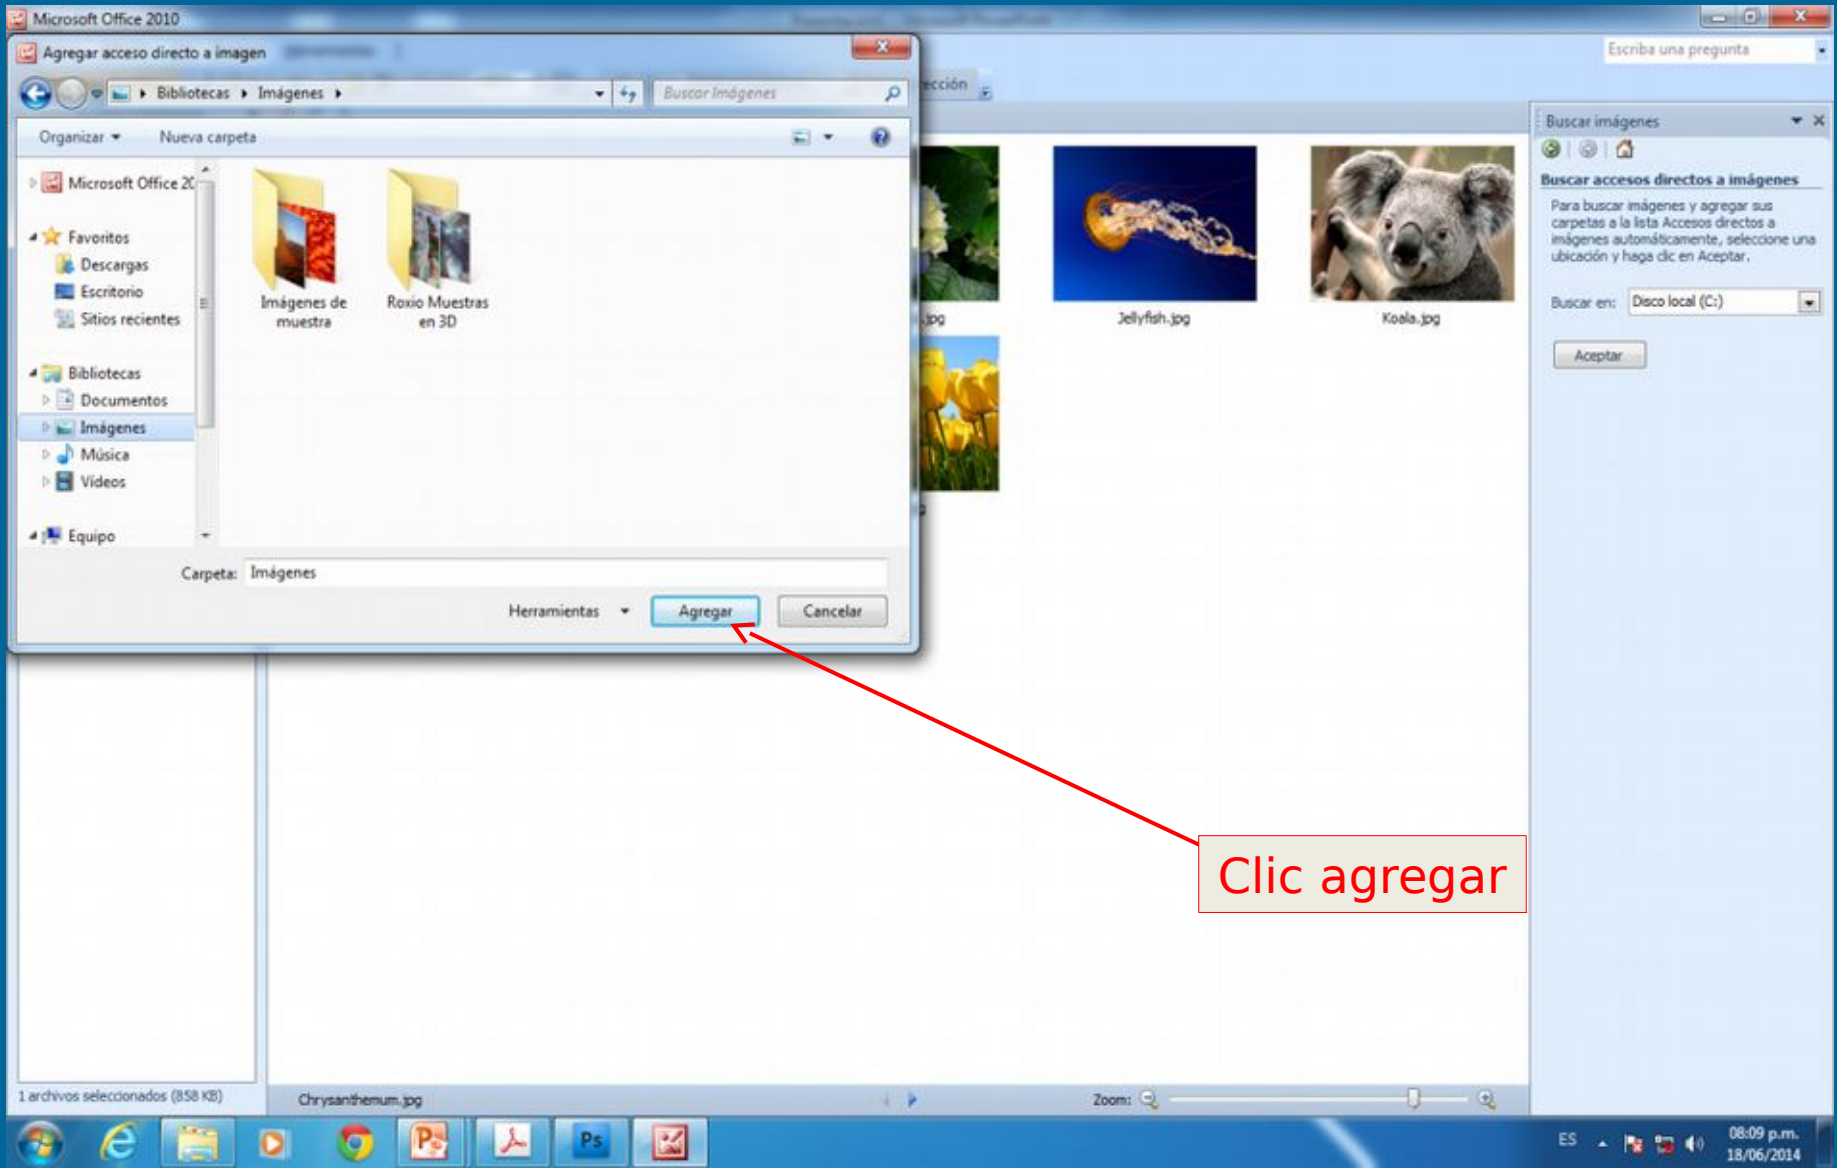 Microsoft Office 2010
Agregar acceso directo a imagen
Escriba una pregunta
Bibliotecas
Imágenes
Buscar Imágenes
ección
Organizar
Nueva carpeta
Microsoft Office 20
Favoritos
Descargas
Escritorio
Sitios recientes
Bibliotecas
Documentos
Imágenes
Música
Vídeos
Equipo
Imágenes de
muestra
Roxio Muestras
en 3D
Carpeta: Imágenes
Herramientas
Agregar
Cancelar
.jpg
Jellyfish.jpg
Koala.jpg
Buscar imágenes
Buscar accesos directos a imágenes
Para buscar imágenes y agregar sus
carpetas a la lista Accesos directos a
imágenes automáticamente, seleccione una
ubicación y haga clic en Aceptar.
Buscar en: Disco local (C:)
Aceptar
Clic agregar
1 archivos seleccionados (858 KB)
Chrysanthemum.jpg
Zoom:
Ps
ES
08:09 p.m.
18/06/2014